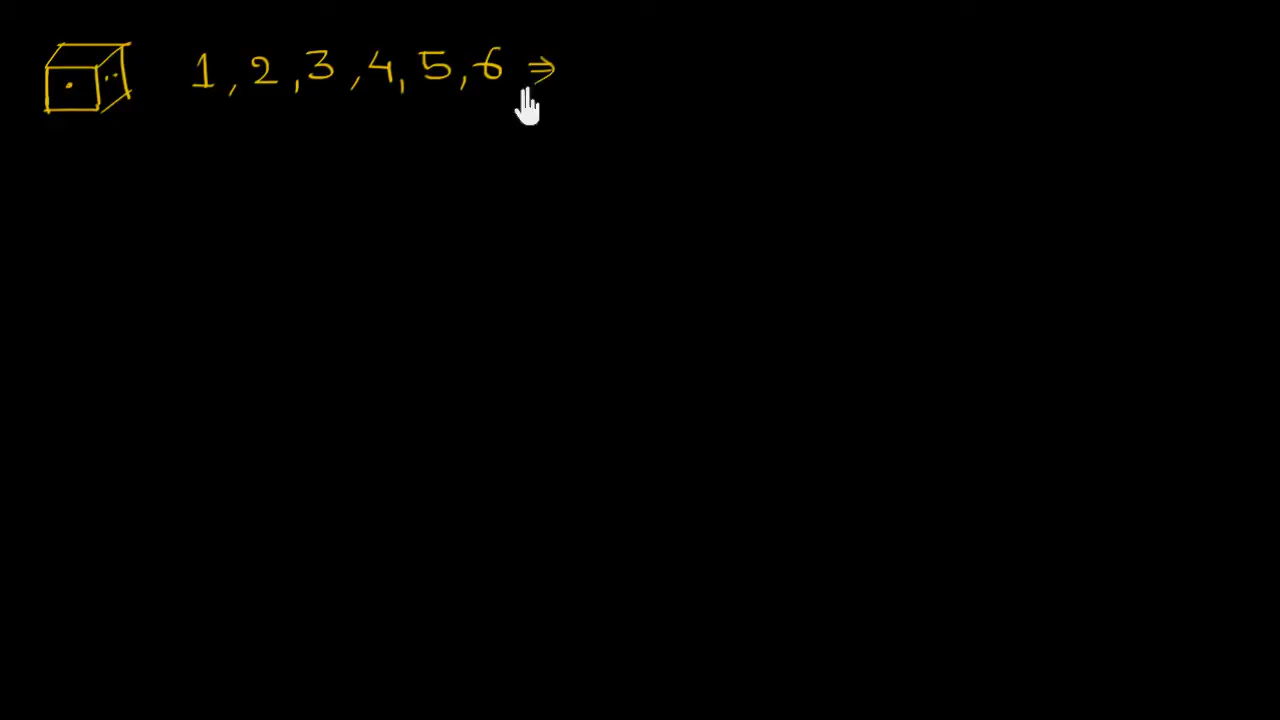 1, 2, 3, 4, 5, 6 ⇒